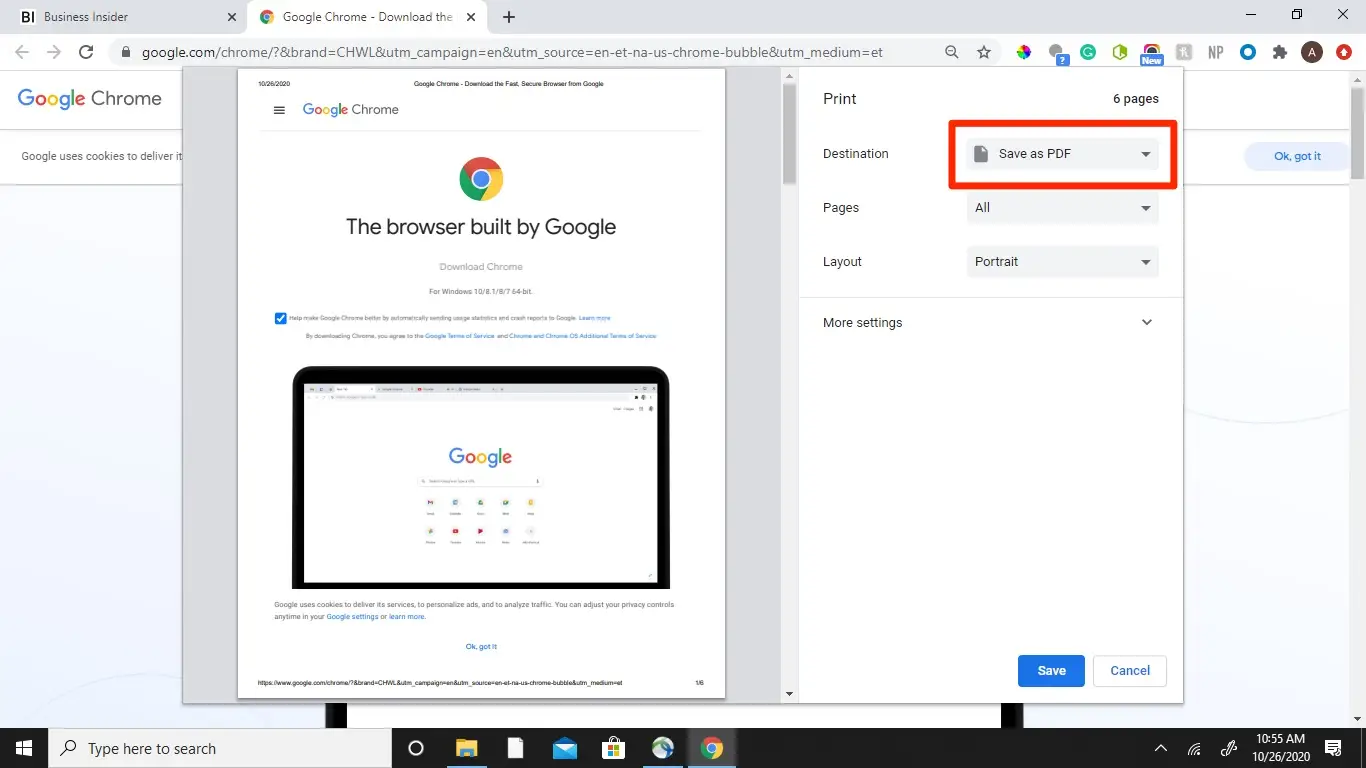 BI Business Insider
Google Chrome - Download the
google.com/chrome/?&brand=CHWL&utm_campaign=en&utm_source=en-et-na-us-chrome-bubble&utm_medium=et
?
New
NP
A
Google Chrome
Google uses cookies to deliver it
Ok, got it
10/26/2020 Google Chrome - Download the Fast, Secure Browser from Google
Google Chrome
The browser built by Google
Download Chrome
For Windows 10/8.1/8/7 64-bit.
Help make Google Chrome better by automatically sending usage statistics and crash reports to Google. Learn more
By downloading Chrome, you agree to the Google Terms of Service and Chrome and Chrome OS Additional Terms of Service
Google
Google uses cookies to deliver its services, to personalize ads, and to analyze traffic. You can adjust your privacy controls
anytime in your Google settings or learn more.
Ok, got it
https://www.google.com/chrome/?&brand=CHWL&utm_campaign=en&utm_source=en-et-na-us-chrome-bubble&utm_medium=et 1/6
Print 6 pages
Destination Save as PDF
Pages All
Layout Portrait
More settings
Save Cancel
Type here to search
10:55 AM
10/26/2020